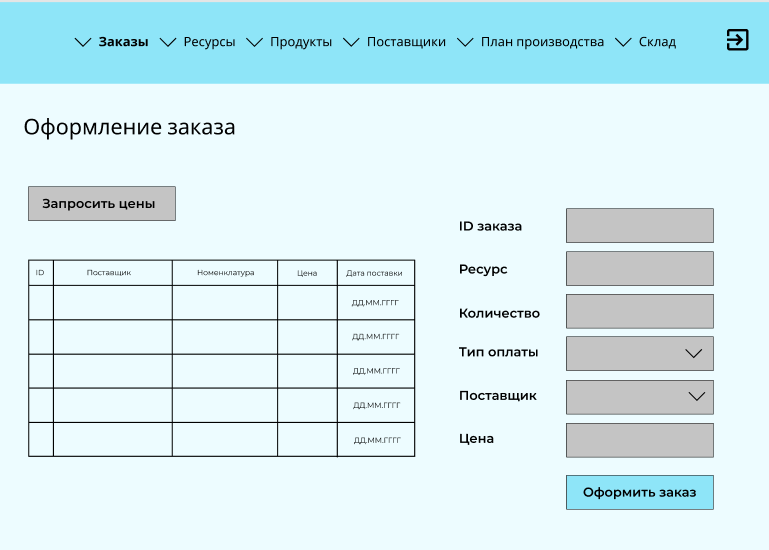 Заказы Ресурсы Продукты Поставщики План производства Склад
Оформление заказа
Запросить цены
ID Поставщик Номенклатура Цена Дата поставки
ДД.ММ.ГГГГ
ДД.ММ.ГГГГ
ДД.ММ.ГГГГ
ДД.ММ.ГГГГ
ДД.ММ.ГГГГ
ID заказа
Ресурс
Количество
Тип оплаты
Поставщик
Цена
Оформить заказ